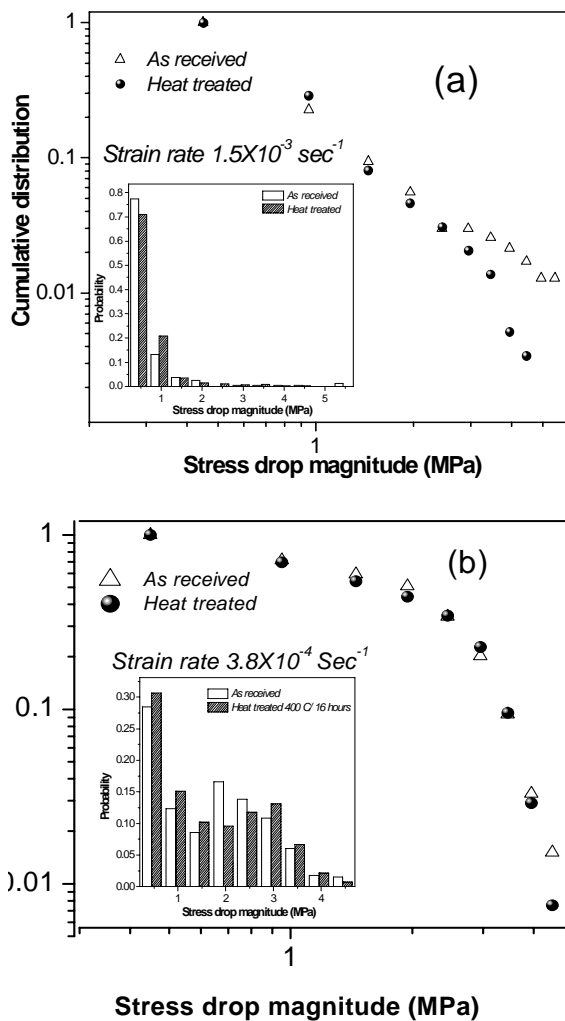 1
As received
Heat treated
(a)
Strain rate 1.5X10⁻³ sec⁻¹
0.1
0.01
Cumulative distribution
0.8
0.7
0.6
0.5
0.4
0.3
0.2
0.1
0.0
Probability
As received
Heat treated
1 2 3 4 5
Stress drop magnitude (MPa)
1
Stress drop magnitude (MPa)
1
As received
Heat treated
(b)
Strain rate 3.8X10⁻⁴ Sec⁻¹
0.1
0.01
0.30
0.25
0.20
0.15
0.10
0.05
0.00
Probability
As received
Heat treated 400 C/ 16 hours
1 2 3 4
Stress drop magnitude (MPa)
1
Stress drop magnitude (MPa)